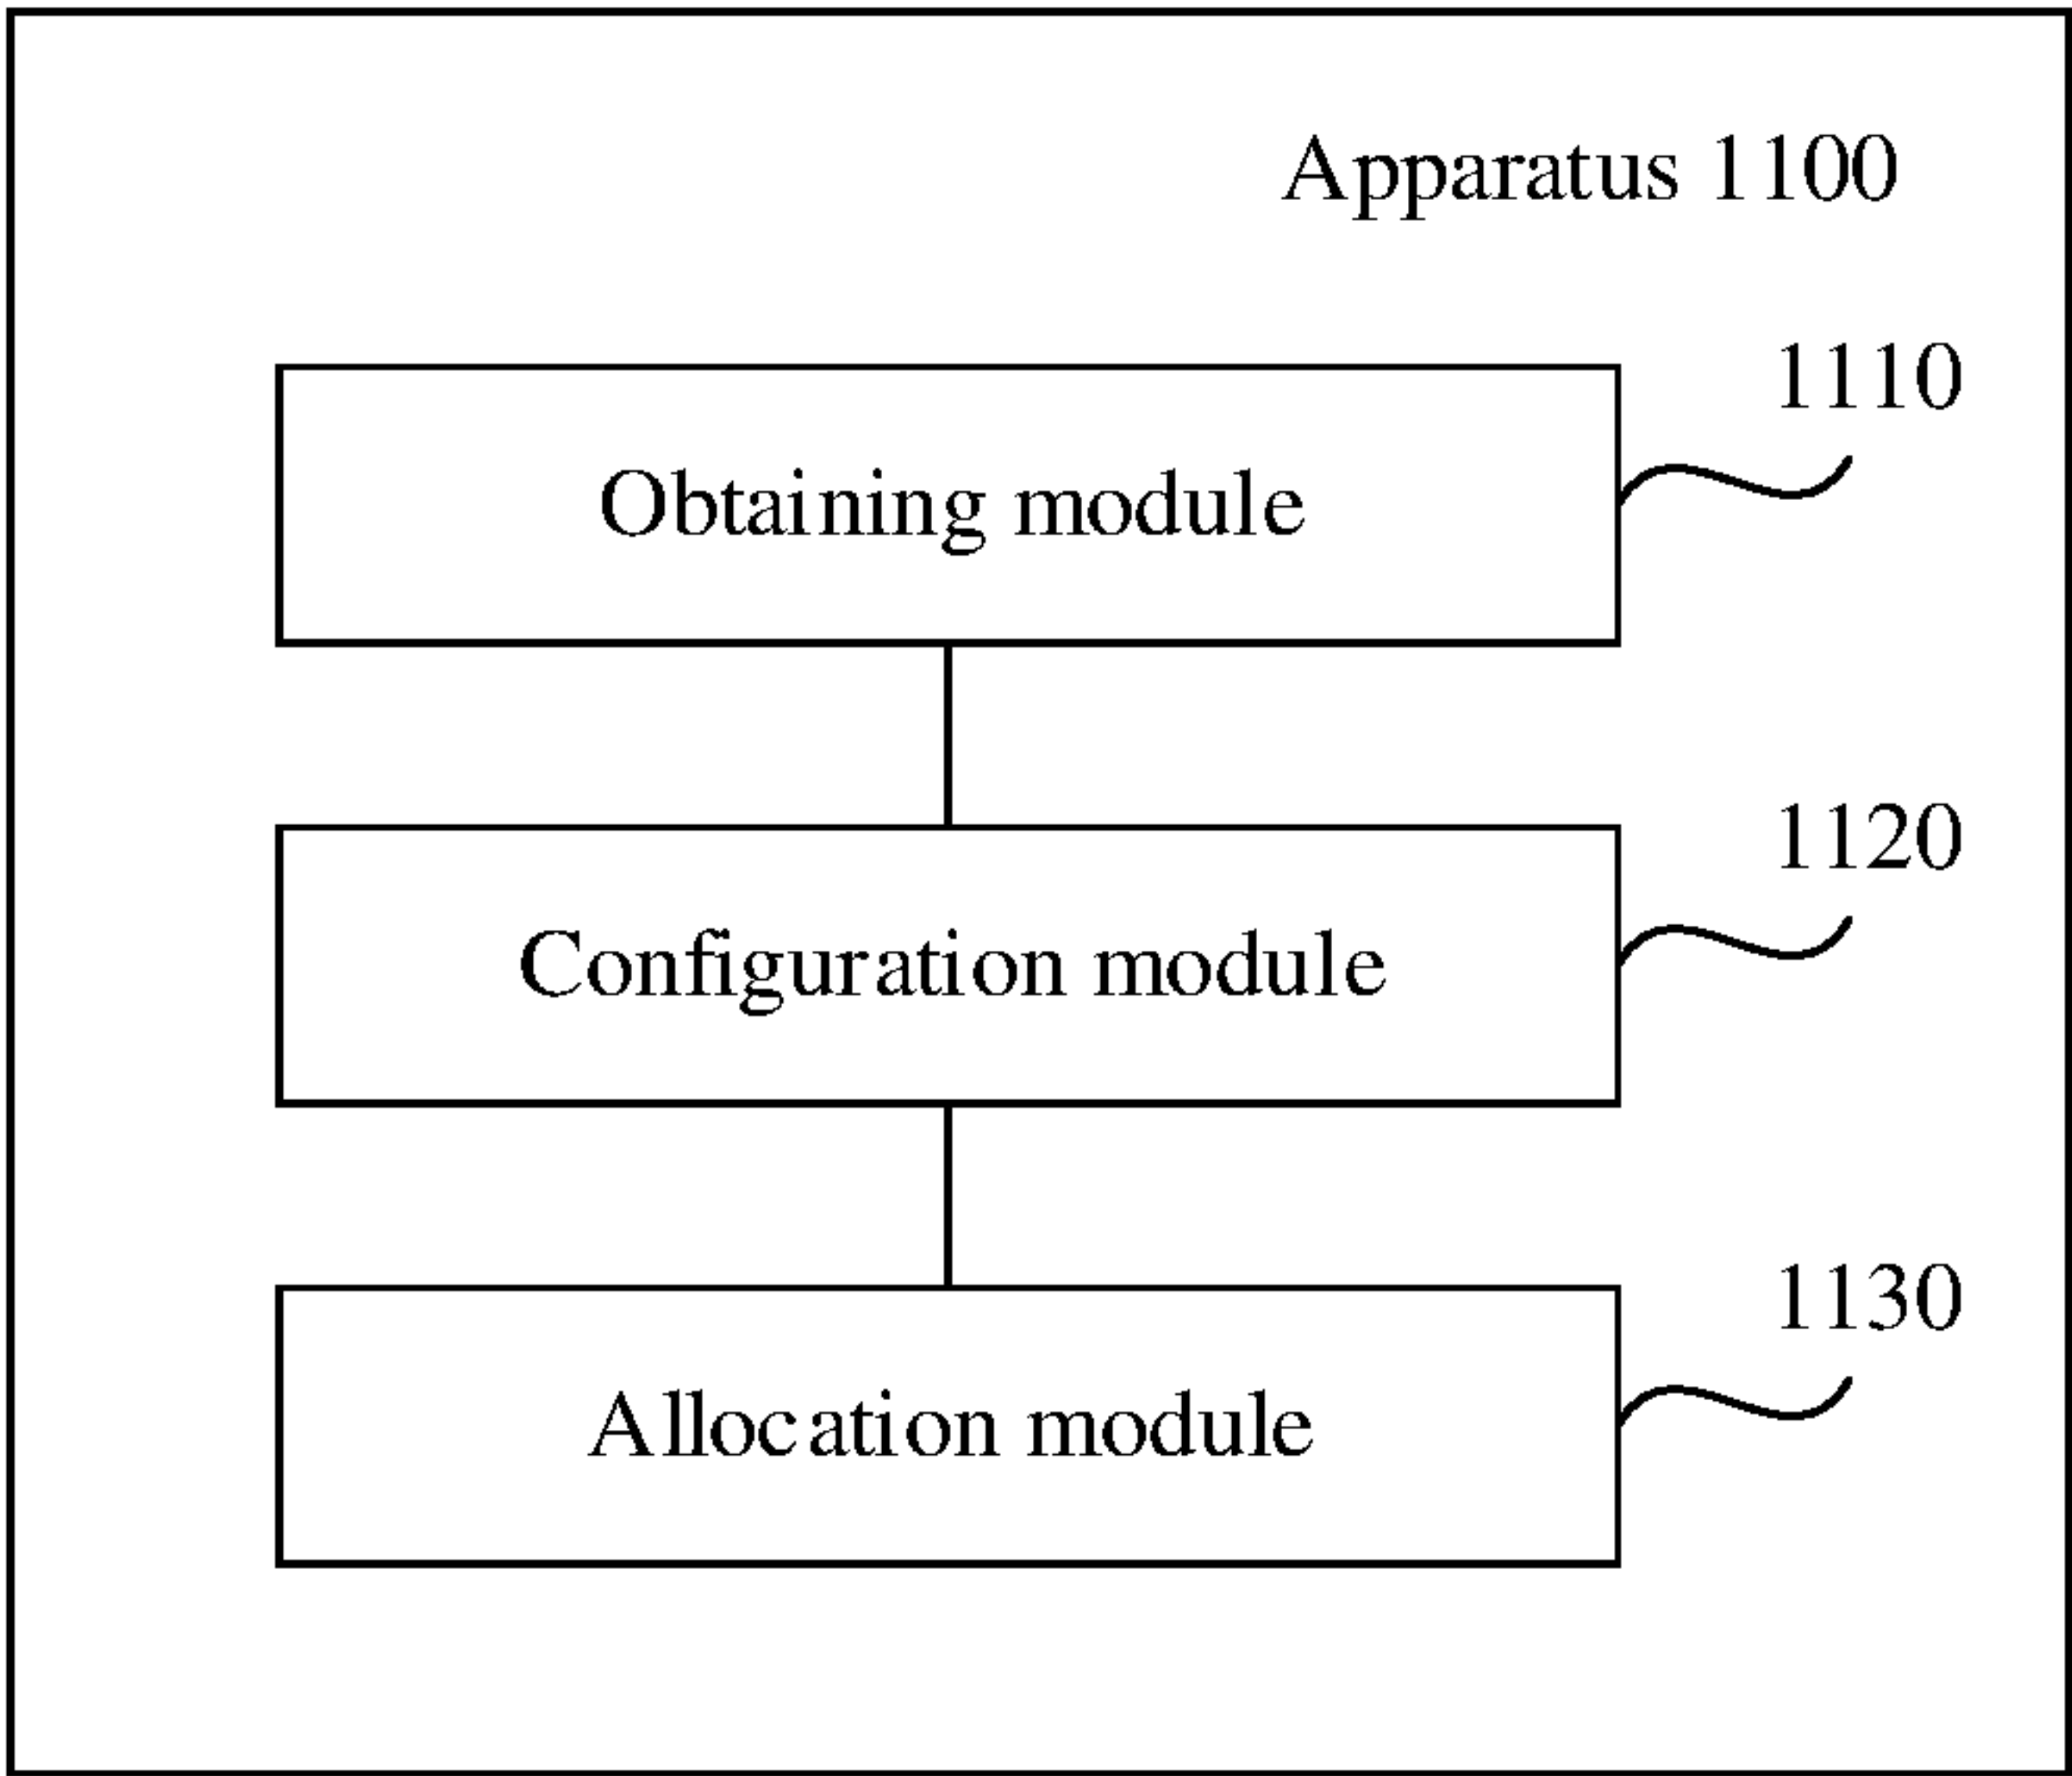 Apparatus 1100
1110
Obtaining module
1120
Configuration module
1130
Allocation module